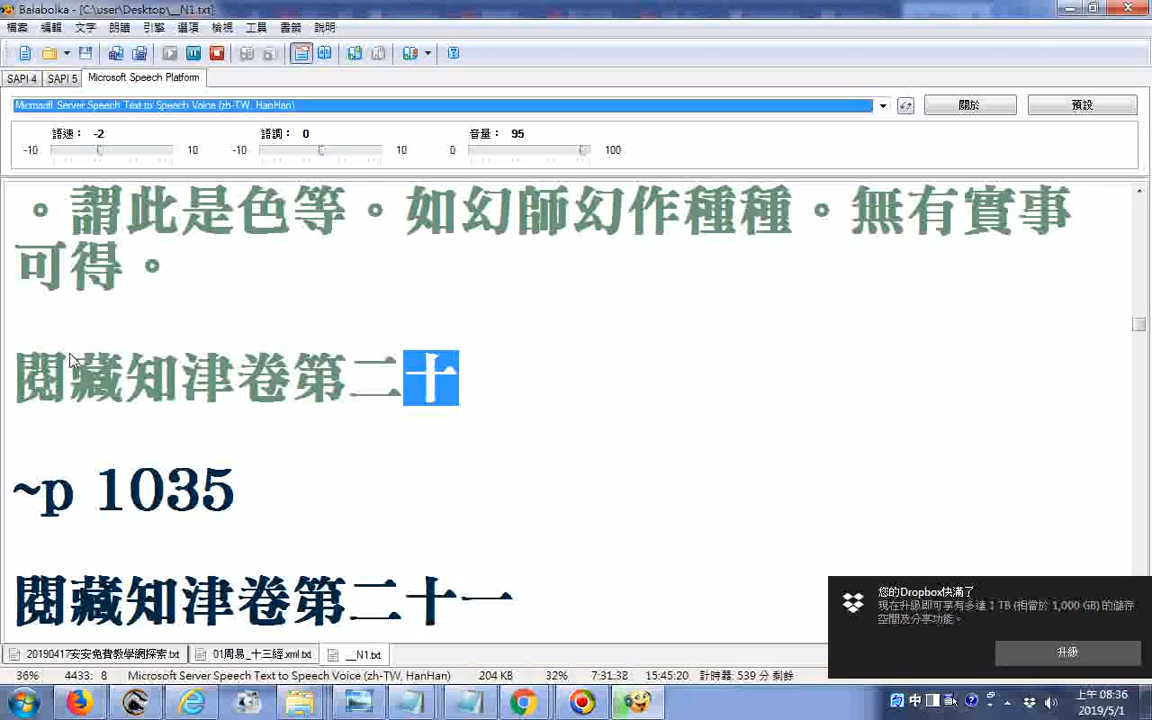 Balabolka - [C:\user\Desktop\__N1.txt]
檔案 編輯 文字 朗讀 引擎 選項 檢視 工具 書籤 說明
SAPI 4 SAPI 5 Microsoft Speech Platform
Microsoft Server Speech Text to Speech Voice (zh-TW, HanHan)
關於 預設
語速： -2 語調： 0 音量： 95
-10 10 -10 10 0 100
。謂此是色等。如幻師幻作種種。無有實事
可得。
閱藏知津卷第二十
~p 1035
閱藏知津卷第二十一
您的Dropbox快滿了
現在升級即可享有多達 1 TB (相當於 1,000 GB) 的儲存
空間及分享功能。
升級
20190417安安免費教學網探索.txt 01周易_十三經.txt __N1.txt
36% 4433: 8 Microsoft Server Speech Text to Speech Voice (zh-TW, HanHan) 204 KB 32% 7:31:38 15:45:20 計時器: 539 分 剩餘
中
上午 08:36
2019/5/1